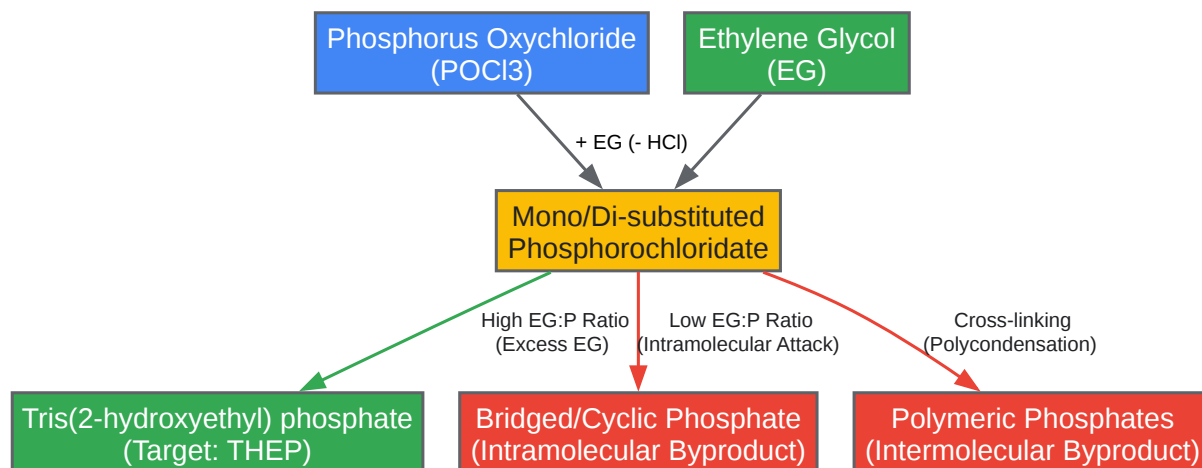 Phosphorus Oxychloride
(POCl3)
Ethylene Glycol
(EG)
+ EG (- HCl)
Mono/Di-substituted
Phosphorochloridate
High EG:P Ratio
(Excess EG)
Low EG:P Ratio
(Intramolecular Attack)
Cross-linking
(Polycondensation)
Tris(2-hydroxyethyl) phosphate
(Target: THEP)
Bridged/Cyclic Phosphate
(Intramolecular Byproduct)
Polymeric Phosphates
(Intermolecular Byproduct)